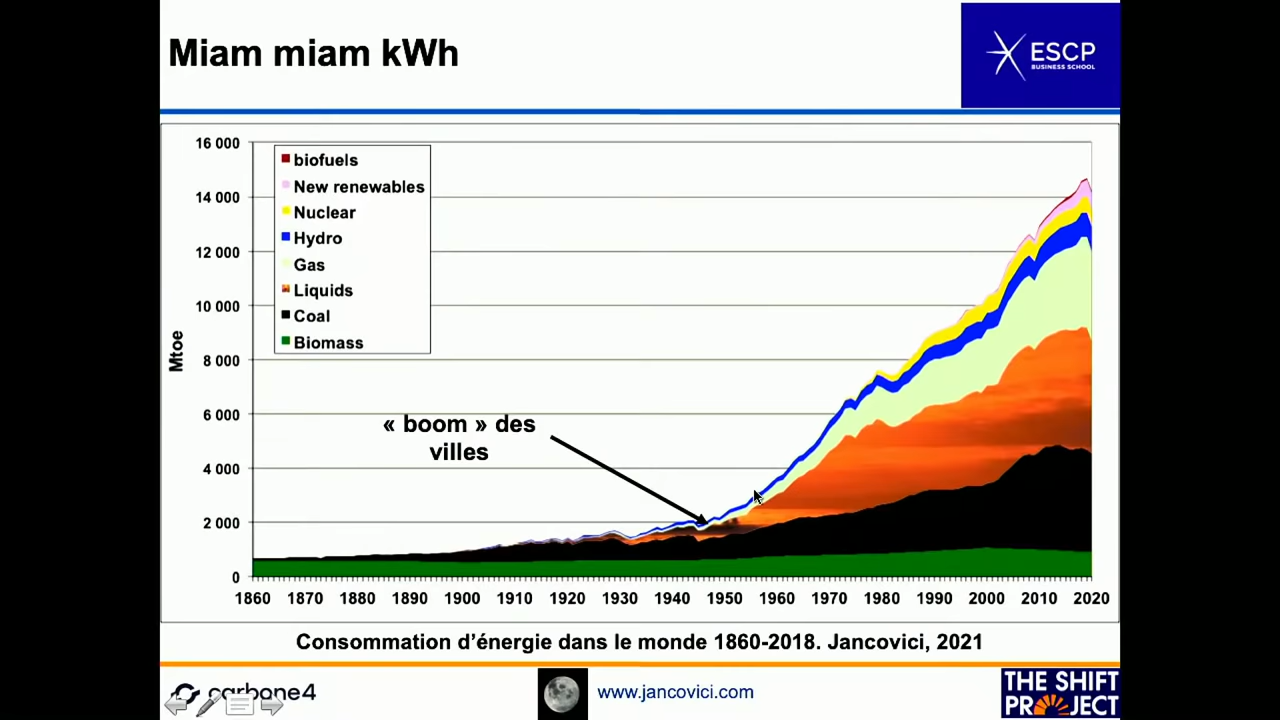 Miam miam kWh
ESCP
BUSINESS SCHOOL
16 000
14 000
12 000
10 000
8 000
6 000
4 000
2 000
0
Mtoe
biofuels
New renewables
Nuclear
Hydro
Gas
Liquids
Coal
Biomass
« boom » des
villes
1860 1870 1880 1890 1900 1910 1920 1930 1940 1950 1960 1970 1980 1990 2000 2010 2020
Consommation d'énergie dans le monde 1860-2018. Jancovici, 2021
carbone4
www.jancovici.com
THE SHIFT
PROJECT